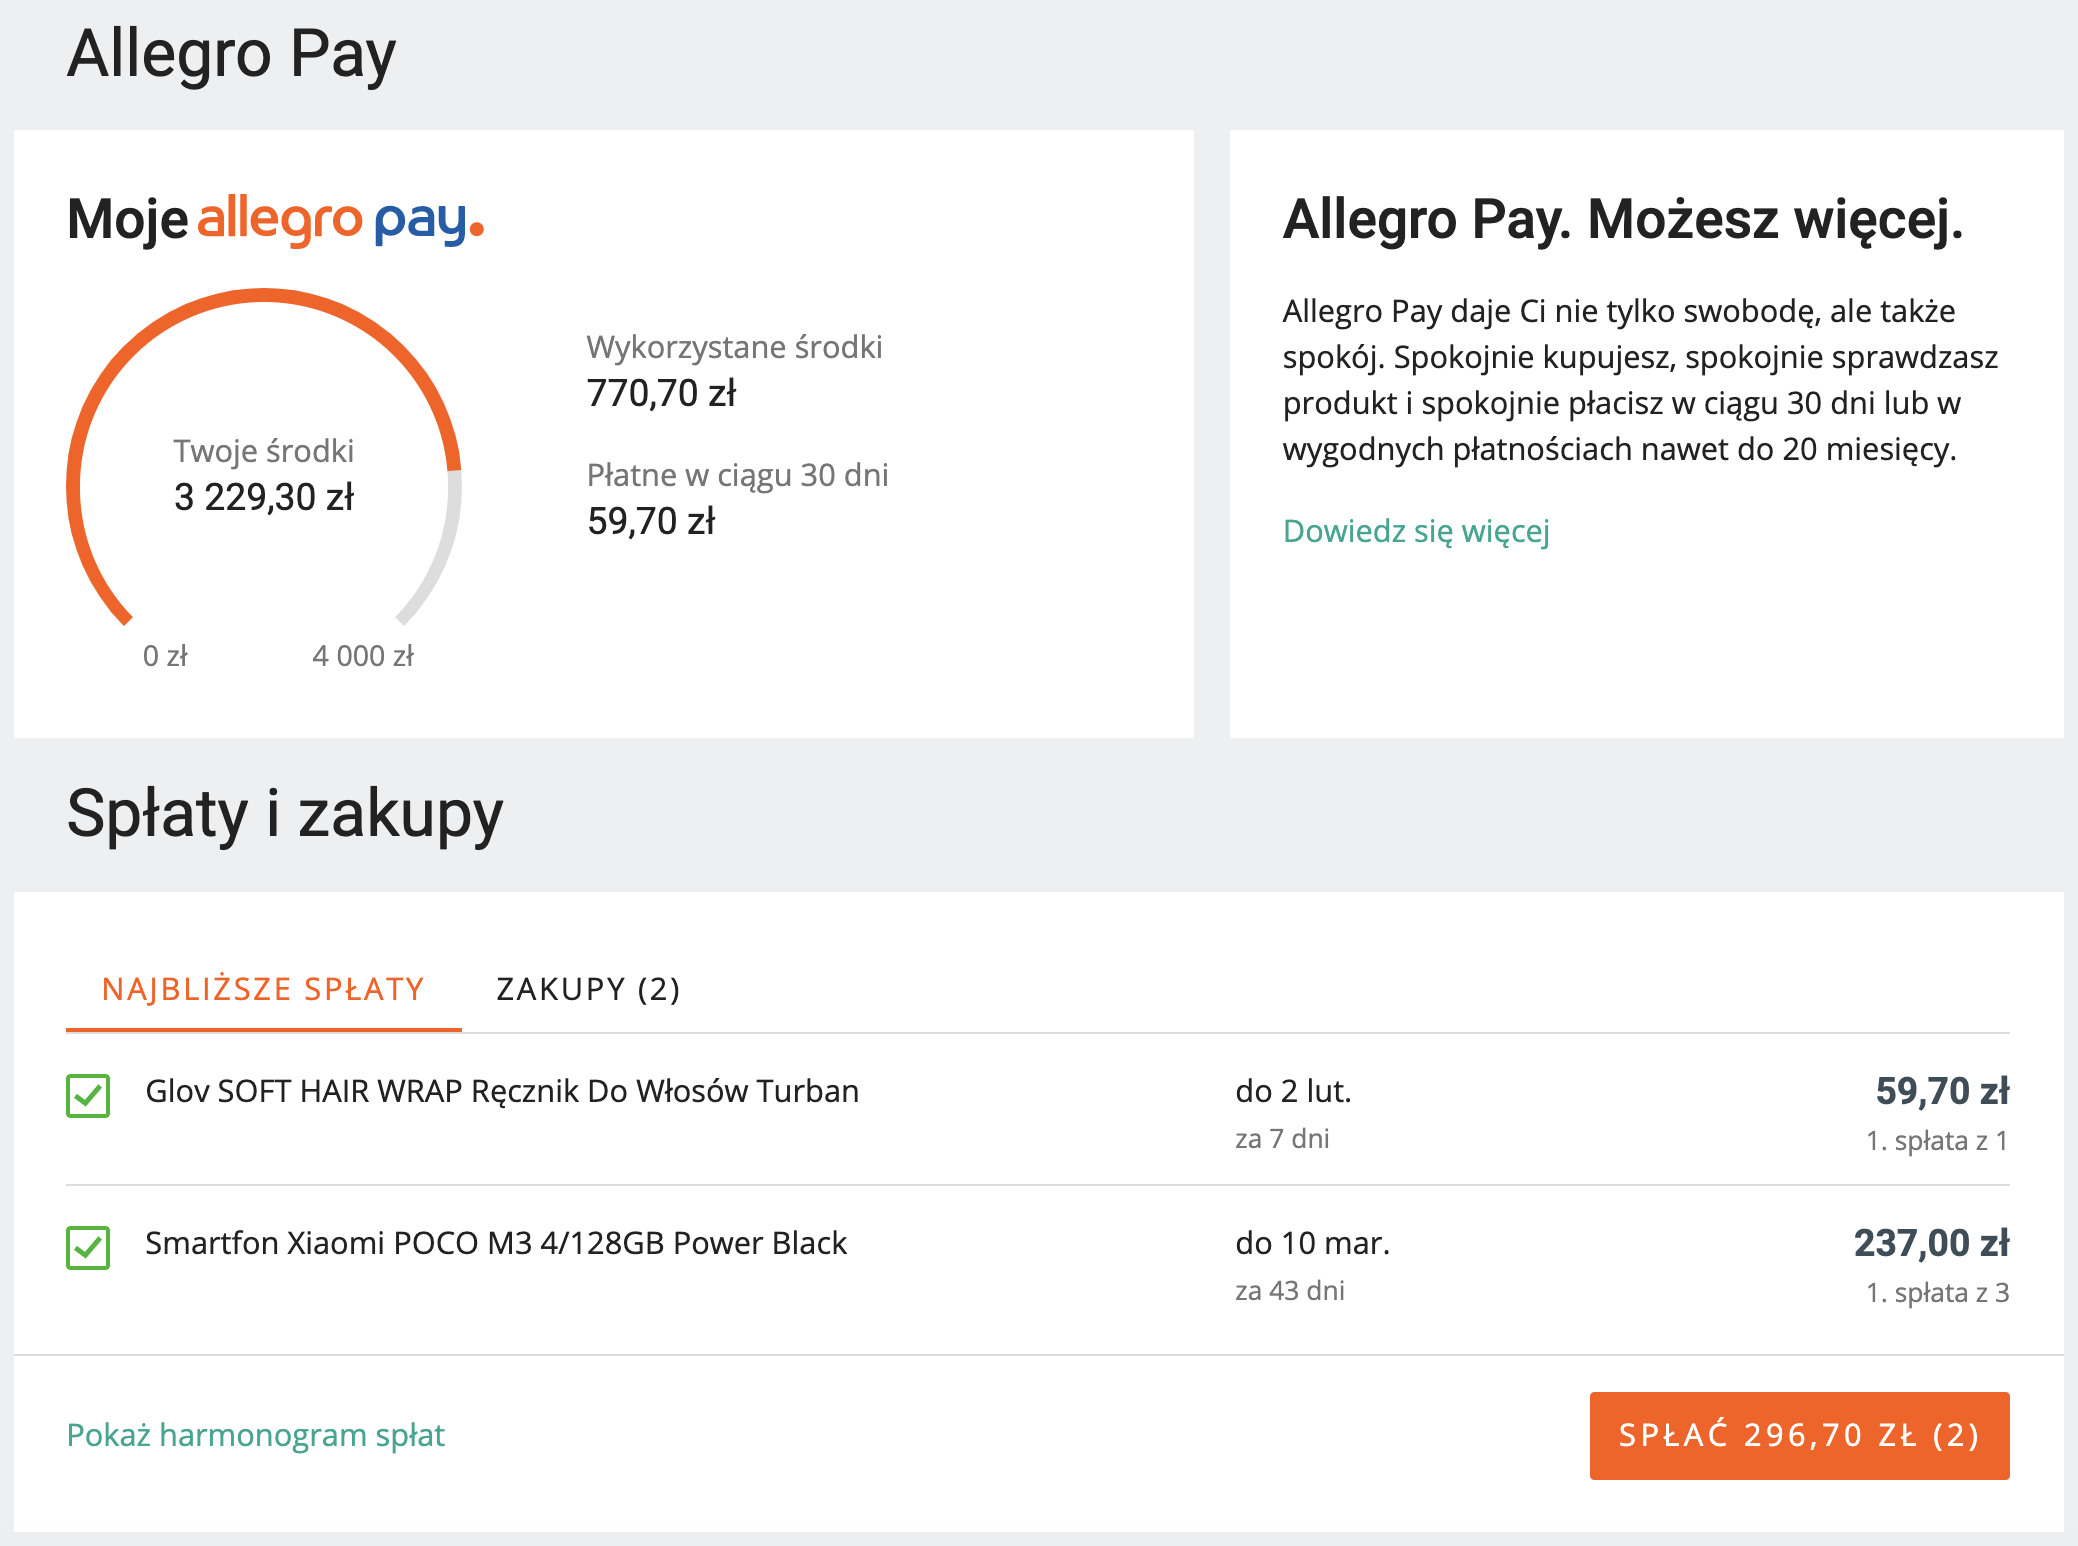 Allegro Pay
Moje allegro pay.
Twoje środki
3 229,30 zł
0 zł
4 000 zł
Wykorzystane środki
770,70 zł
Płatne w ciągu 30 dni
59,70 zł
Allegro Pay. Możesz więcej.
Allegro Pay daje Ci nie tylko swobodę, ale także
spokój. Spokojnie kupujesz, spokojnie sprawdzasz
produkt i spokojnie płacisz w ciągu 30 dni lub w
wygodnych płatnościach nawet do 20 miesięcy.
Dowiedz się więcej
Spłaty i zakupy
NAJBLIŻSZE SPŁATY
ZAKUPY (2)
Glov SOFT HAIR WRAP Ręcznik Do Włosów Turban
do 2 lut.
za 7 dni
59,70 zł
1. spłata z 1
Smartfon Xiaomi POCO M3 4/128GB Power Black
do 10 mar.
za 43 dni
237,00 zł
1. spłata z 3
Pokaż harmonogram spłat
SPŁAĆ 296,70 ZŁ (2)